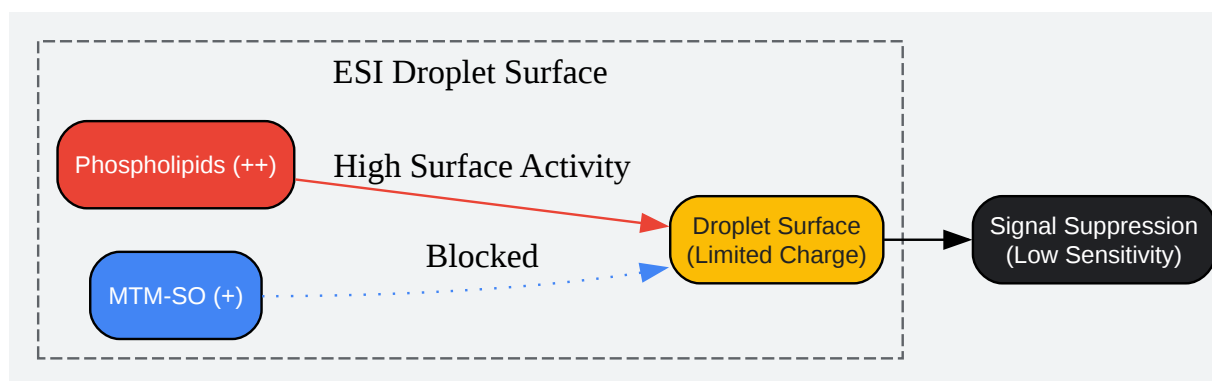 ESI Droplet Surface
Phospholipids (++)
High Surface Activity
Droplet Surface
(Limited Charge)
Signal Suppression
(Low Sensitivity)
Blocked
MTM-SO (+)